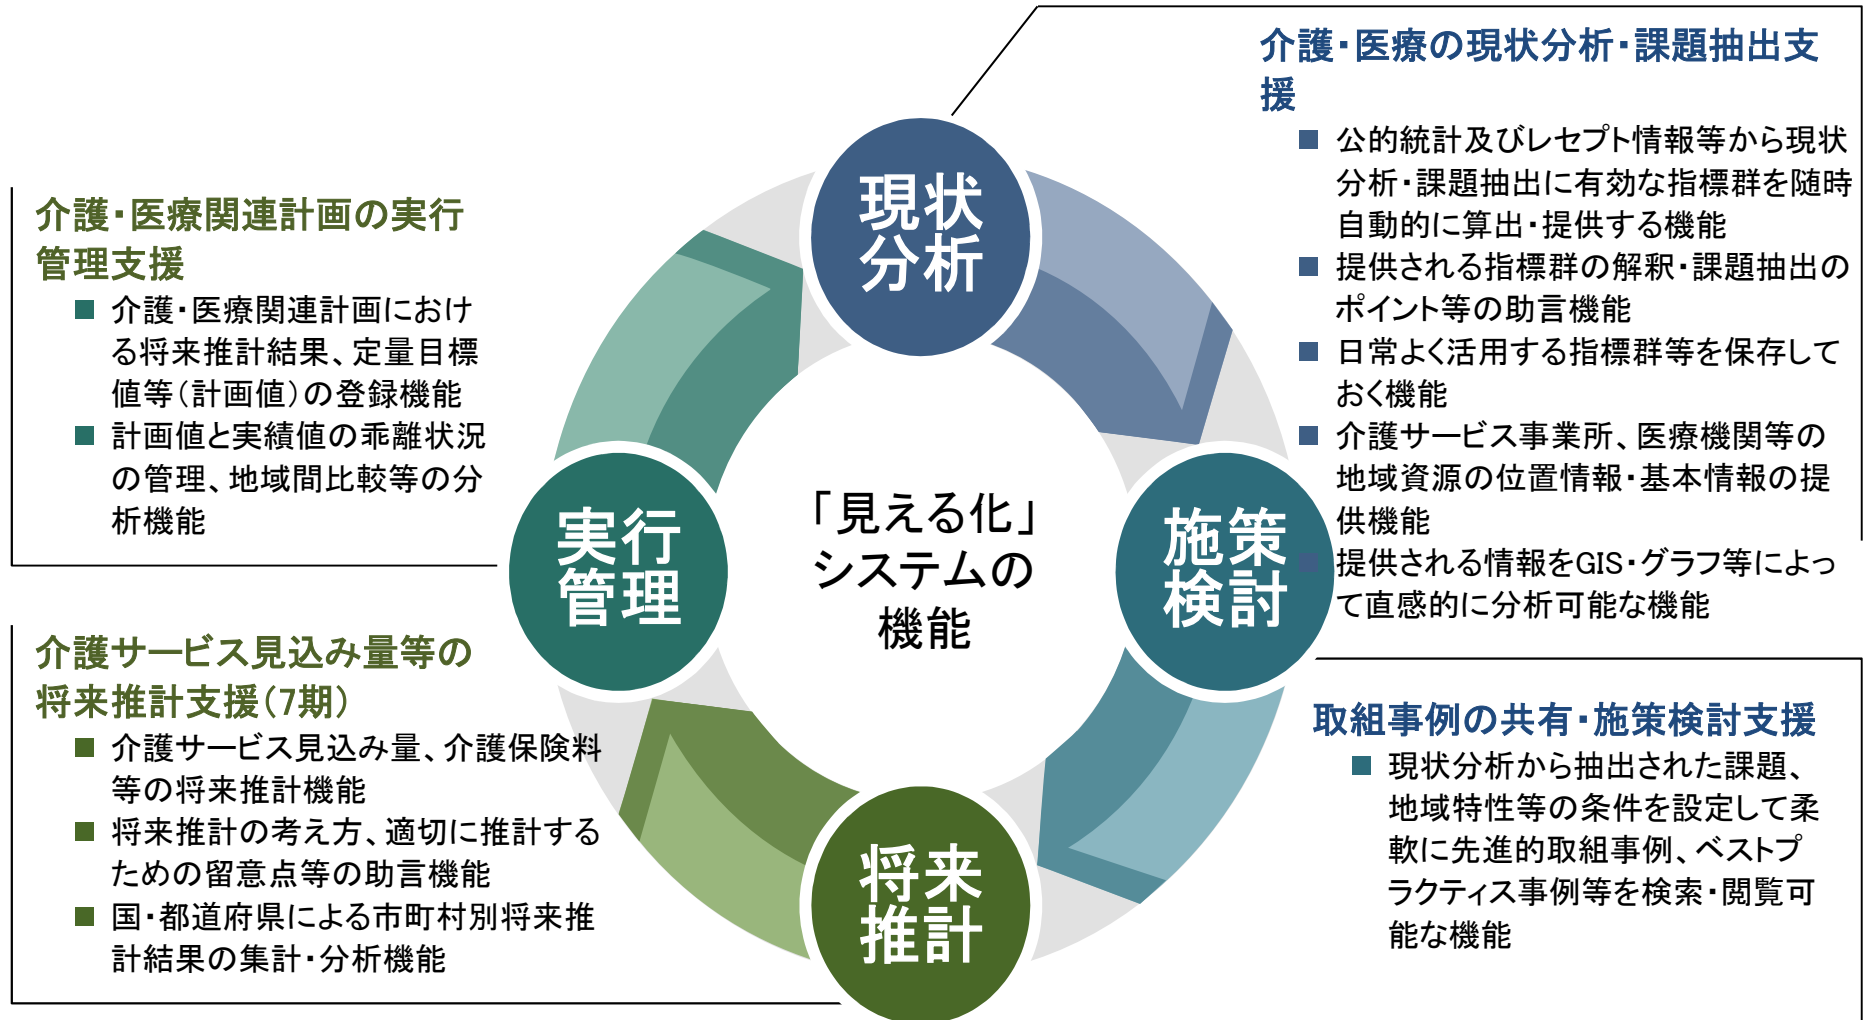 介護・医療の現状分析・課題抽出支
援
公的統計及びレセプト情報等から現状
分析・課題抽出に有効な指標群を随時
自動的に算出・提供する機能
提供される指標群の解釈・課題抽出の
ポイント等の助言機能
日常よく活用する指標群等を保存して
おく機能
介護サービス事業所、医療機関等の
地域資源の位置情報・基本情報の提
供機能
提供される情報をGIS・グラフ等によっ
て直感的に分析可能な機能
介護・医療関連計画の実行
管理支援
介護・医療関連計画におけ
る将来推計結果、定量目標
値等(計画値)の登録機能
計画値と実績値の乖離状況
の管理、地域間比較等の分
析機能
現状
分析
実行
管理
「見える化」
システムの
機能
施策
検討
将来
推計
介護サービス見込み量等の
将来推計支援(7期)
介護サービス見込み量、介護保険料
等の将来推計機能
将来推計の考え方、適切に推計する
ための留意点等の助言機能
国・都道府県による市町村別将来推
計結果の集計・分析機能
取組事例の共有・施策検討支援
現状分析から抽出された課題、
地域特性等の条件を設定して柔
軟に先進的取組事例、ベストプ
ラクティス事例等を検索・閲覧可
能な機能